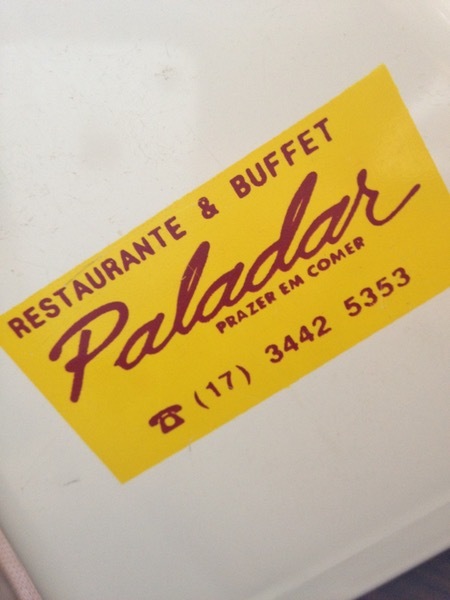 RESTAURANTE & BUFFET
Paladar
PRAZER EM COMER
☎ (17) 3442 5353